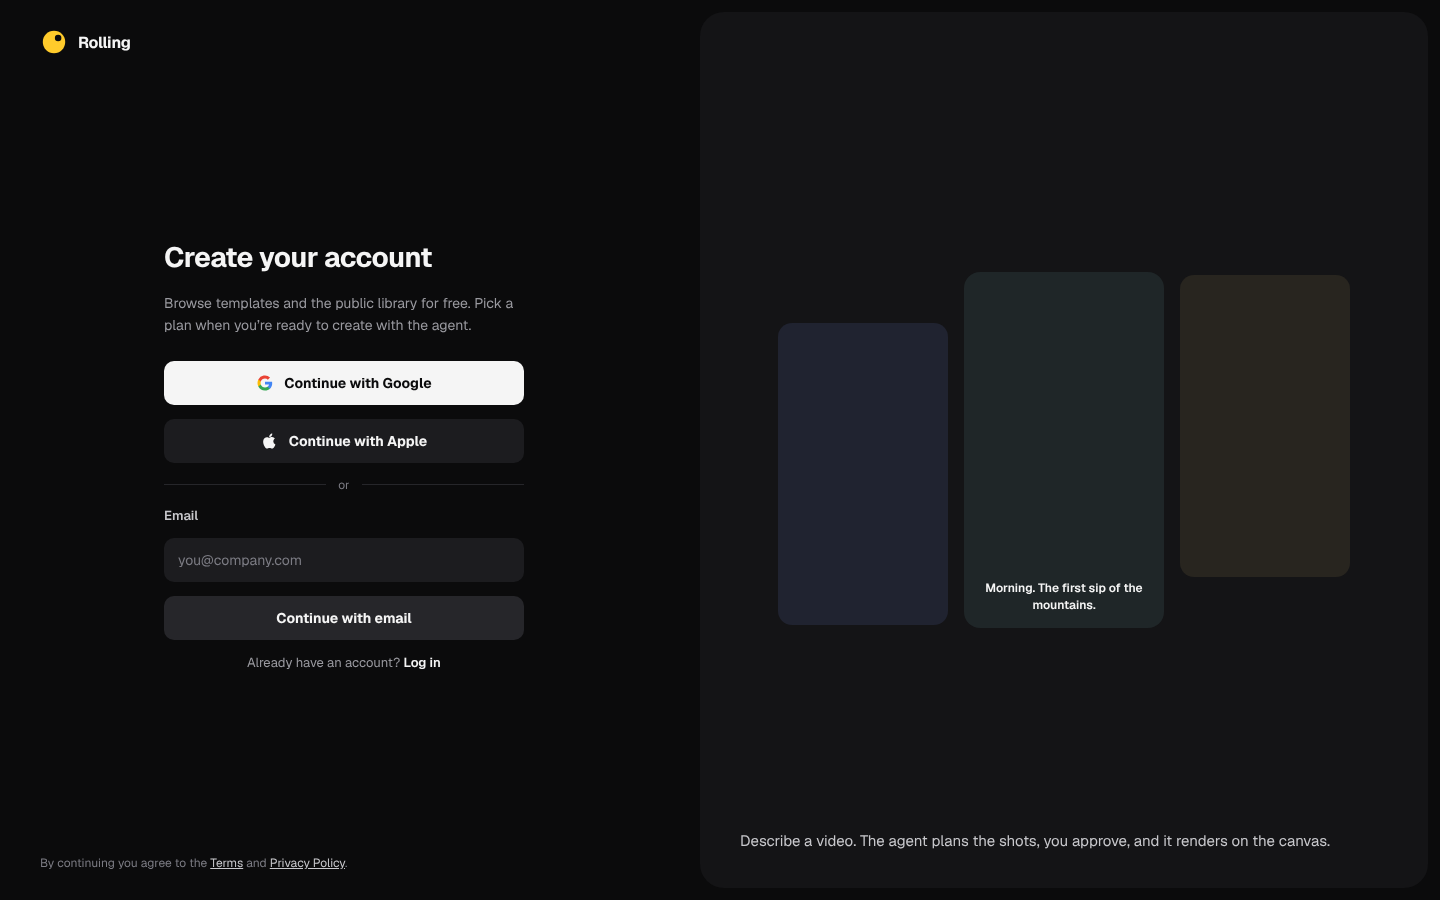 Rolling
Create your account
Browse templates and the public library for free. Pick a
plan when you're ready to create with the agent.
Continue with Google
Continue with Apple
or
Email
you@company.com
Continue with email
Already have an account? Log in
By continuing you agree to the Terms and Privacy Policy.
Morning. The first sip of the
mountains.
Describe a video. The agent plans the shots, you approve, and it renders on the canvas.